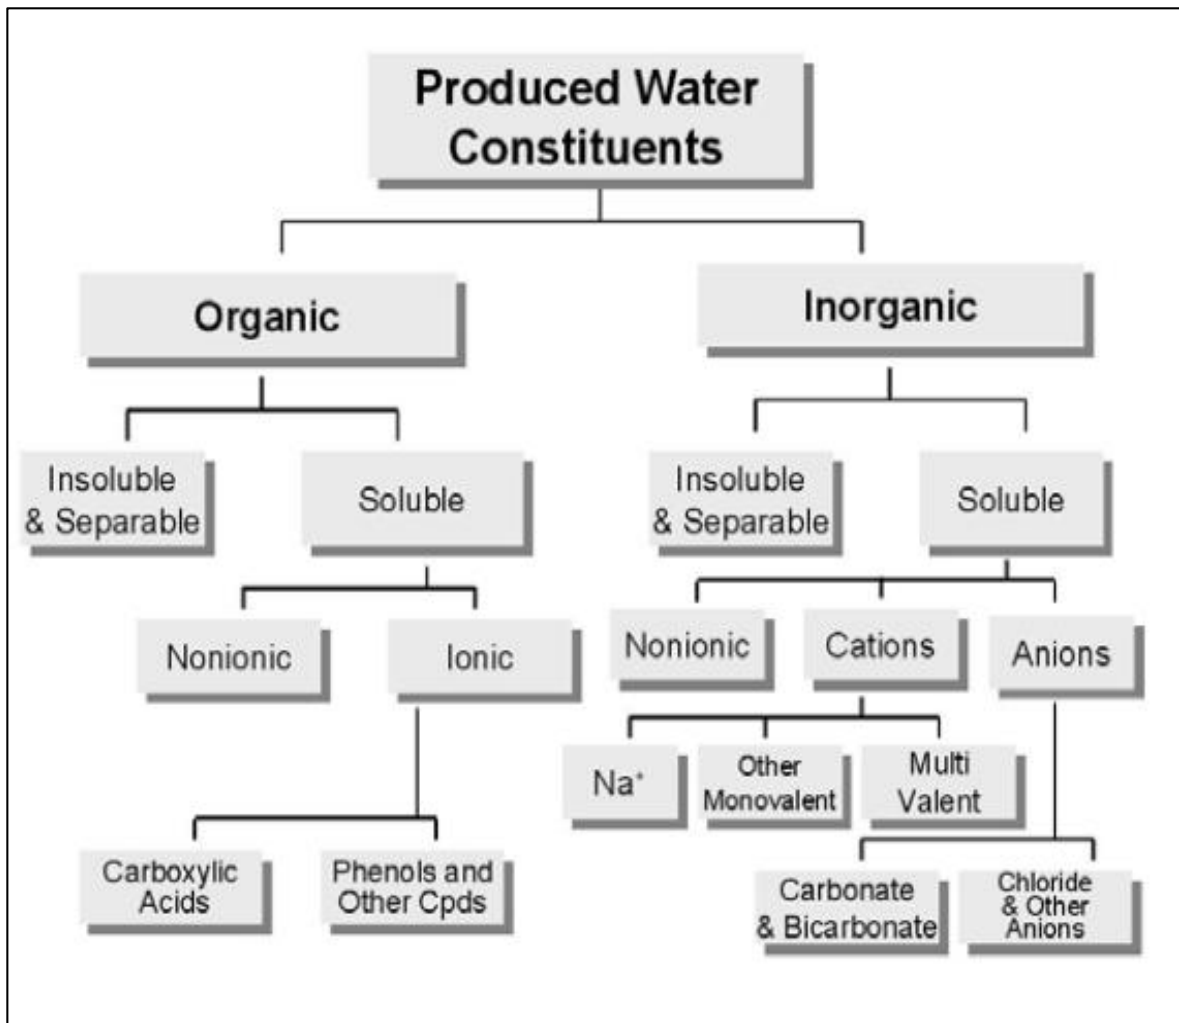 Produced Water
Constituents
Organic
Inorganic
Insoluble
& Separable
Soluble
Insoluble
& Separable
Soluble
Nonionic
Ionic
Nonionic
Cations
Anions
Na⁺
Other
Monovalent
Multi
Valent
Carboxylic
Acids
Phenols and
Other Cpds
Carbonate
& Bicarbonate
Chloride
& Other
Anions